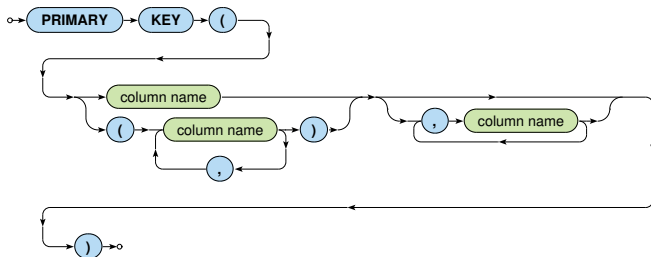 PRIMARY KEY (
column name
( column name )
,
, column name
)